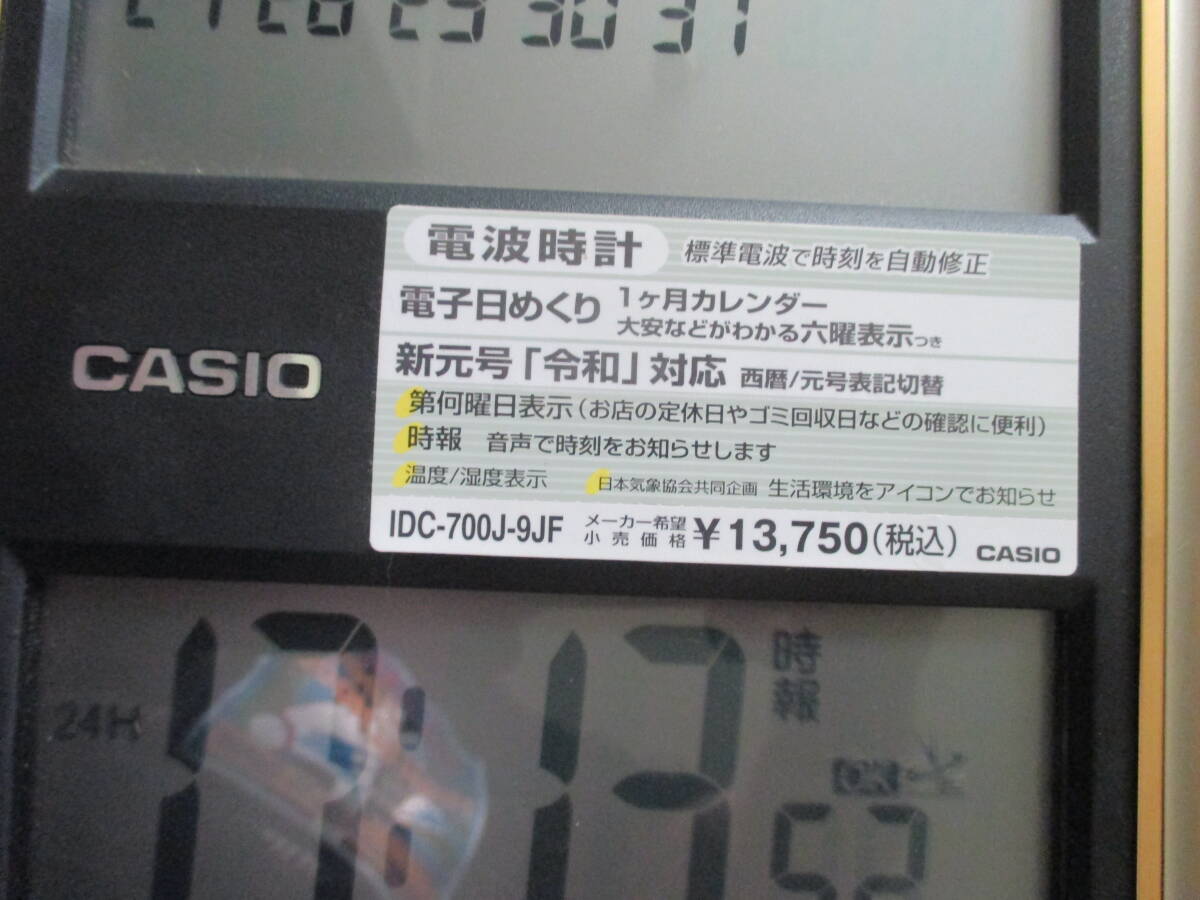 30 31
電波時計 標準電波で時刻を自動修正
電子日めくり 1ヶ月カレンダー
大安などがわかる六曜表示つき
新元号「令和」対応 西暦/元号表記切替
第何曜日表示(お店の定休日やゴミ回収日などの確認に便利)
時報 音声で時刻をお知らせします
温度/湿度表示 日本気象協会共同企画 生活環境をアイコンでお知らせ
IDC-700J-9JF メーカー希望小売価格 ¥13,750(税込) CASIO
CASIO
時報
24H 17:13
OK
52